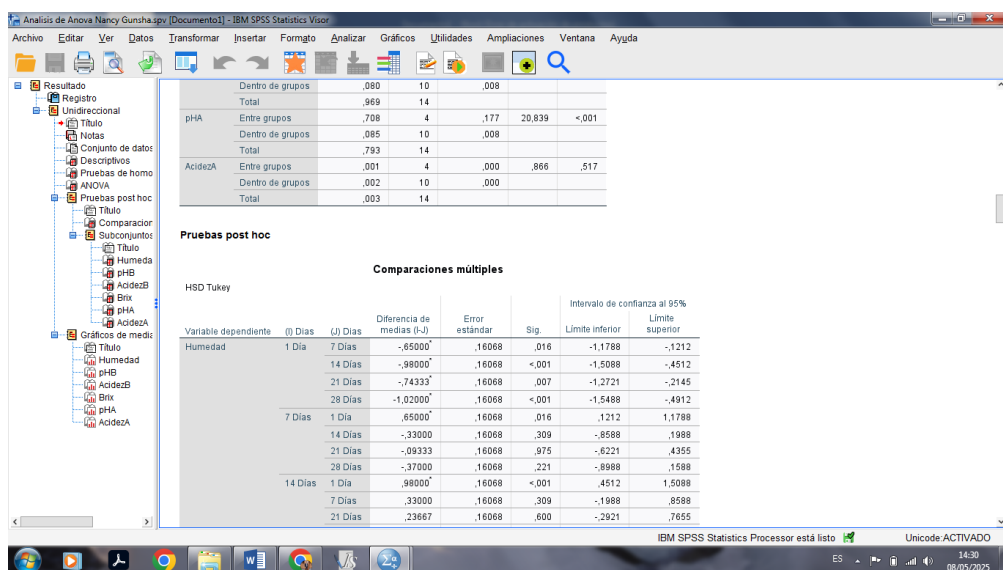 Analisis de Anova Nancy Gunsha.spv [Documento1] - IBM SPSS Statistics Visor
Archivo Editar Ver Datos Transformar Insertar Formato Analizar Gráficos Utilidades Ampliaciones Ventana Ayuda
Resultado
Registro
Unidireccional
Título
Notas
Conjunto de datos
Descriptivos
Pruebas de homo
ANOVA
Pruebas post hoc
Título
Comparacior
Subconjuntos
Título
Humeda
pHB
AcidezB
Brix
pHA
AcidezA
Gráficos de media
Título
Humedad
pHB
AcidezB
Brix
pHA
AcidezA
Dentro de grupos ,080 10 ,008
Total ,969 14
pHA Entre grupos ,708 4 ,177 20,839 <,001
Dentro de grupos ,085 10 ,008
Total ,793 14
AcidezA Entre grupos ,001 4 ,000 ,866 ,517
Dentro de grupos ,002 10 ,000
Total ,003 14
Pruebas post hoc
Comparaciones múltiples
HSD Tukey
Variable dependiente (I) Dias (J) Dias Diferencia de medias (I-J) Error estándar Sig. Intervalo de confianza al 95%
Límite inferior Límite superior
Humedad 1 Día 7 Días -,65000* ,16068 ,016 -1,1788 -,1212
14 Días -,98000* ,16068 <,001 -1,5088 -,4512
21 Días -,74333* ,16068 ,007 -1,2721 -,2145
28 Días -1,02000* ,16068 <,001 -1,5488 -,4912
7 Días 1 Día ,65000* ,16068 ,016 ,1212 1,1788
14 Días -,33000 ,16068 ,309 -,8588 ,1988
21 Días -,09333 ,16068 ,975 -,6221 ,4355
28 Días -,37000 ,16068 ,221 -,8988 ,1588
14 Días 1 Día ,98000* ,16068 <,001 ,4512 1,5088
7 Días ,33000 ,16068 ,309 -,1988 ,8588
21 Días ,23667 ,16068 ,600 -,2921 ,7655
IBM SPSS Statistics Processor está listo Unicode:ACTIVADO
ES 14:30
08/05/2025